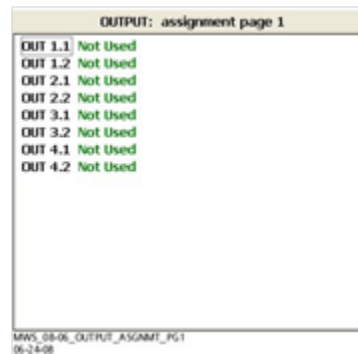 OUTPUT: assignment page 1
OUT 1.1 Not Used
OUT 1.2 Not Used
OUT 2.1 Not Used
OUT 2.2 Not Used
OUT 3.1 Not Used
OUT 3.2 Not Used
OUT 4.1 Not Used
OUT 4.2 Not Used
MWS_08-06_OUTPUT_ASGNMT_PG1
06-24-08